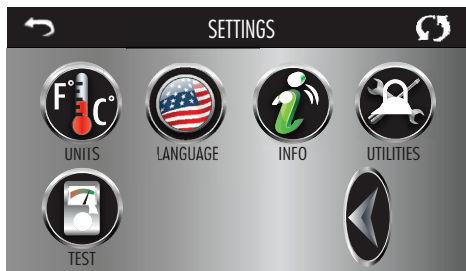 SETTINGS
F° C°
UNITS
LANGUAGE
INFO
UTILITIES
TEST